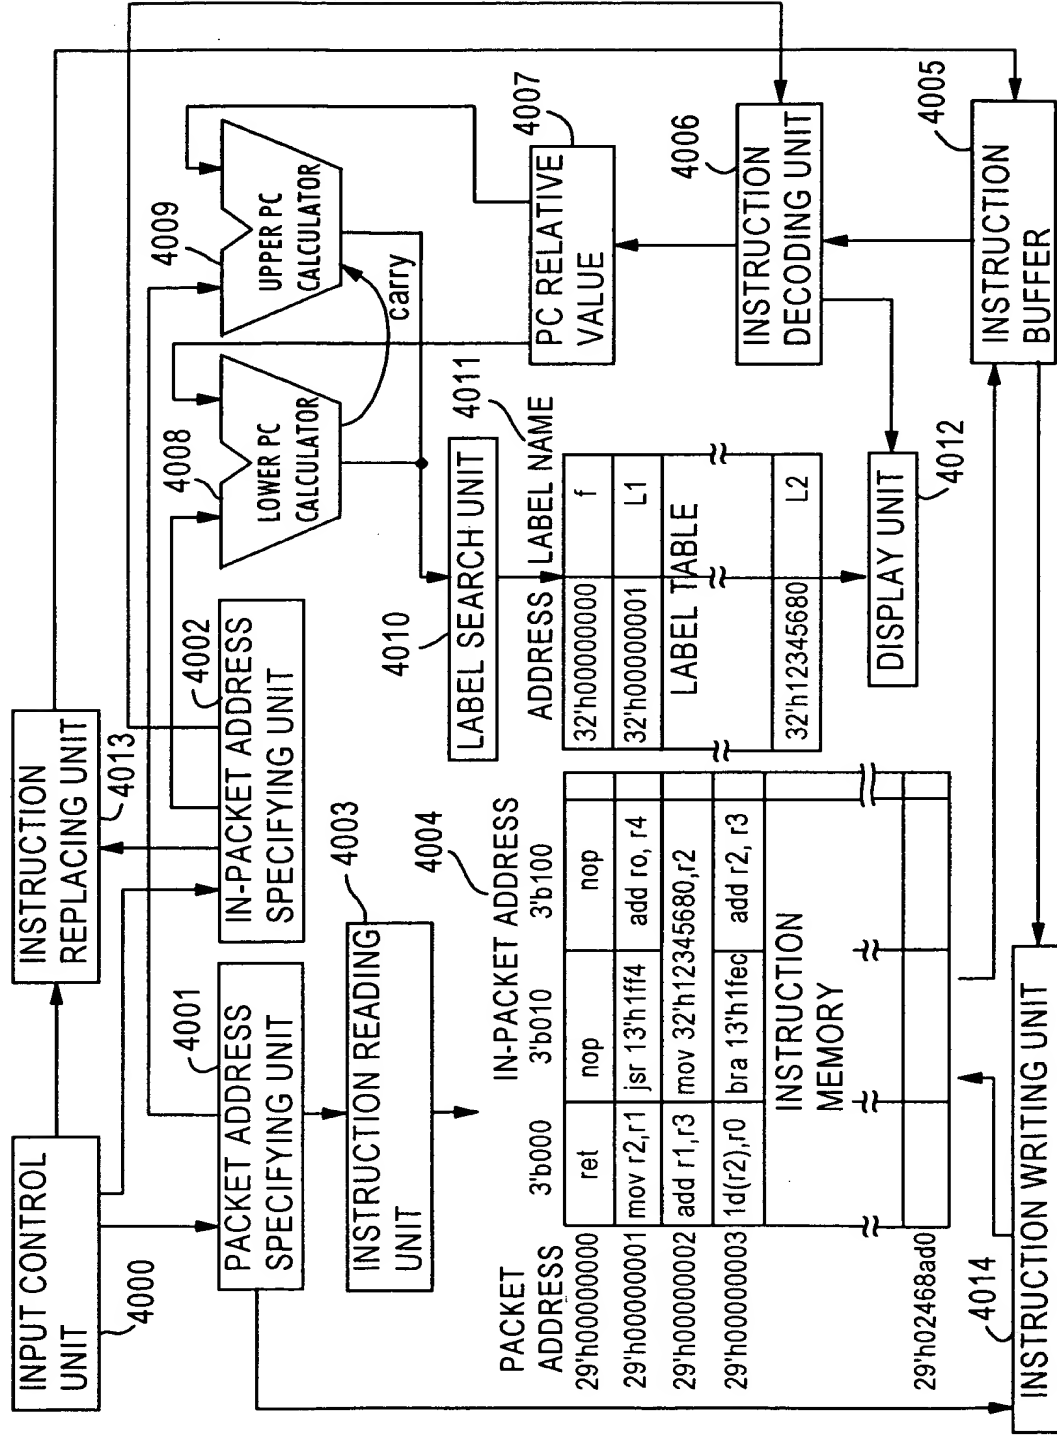 INPUT CONTROL
UNIT
4000
INSTRUCTION
REPLACING UNIT
4013
PACKET ADDRESS
SPECIFYING UNIT
4001
IN-PACKET ADDRESS
SPECIFYING UNIT
4002
INSTRUCTION READING
UNIT
4003
LOWER PC
CALCULATOR
4008
UPPER PC
CALCULATOR
4009
carry
LABEL SEARCH UNIT
4010
PC RELATIVE
VALUE
4007
INSTRUCTION
DECODING UNIT
4006
INSTRUCTION
BUFFER
4005
DISPLAY UNIT
4012
ADDRESS LABEL NAME
4011
32'h00000000 f
32'h00000001 L1
LABEL TABLE
32'h12345680 L2
PACKET
ADDRESS
IN-PACKET ADDRESS
4004
3'b000 3'b010 3'b100
29'h00000000 ret nop nop
29'h00000001 mov r2,r1 jsr 13'h1ff4 add ro, r4
29'h00000002 add r1,r3 mov 32'h12345680,r2
29'h00000003 1d(r2),r0 bra 13'h1fec add r2, r3
INSTRUCTION
MEMORY
29'h02468ad0
4014
INSTRUCTION WRITING UNIT